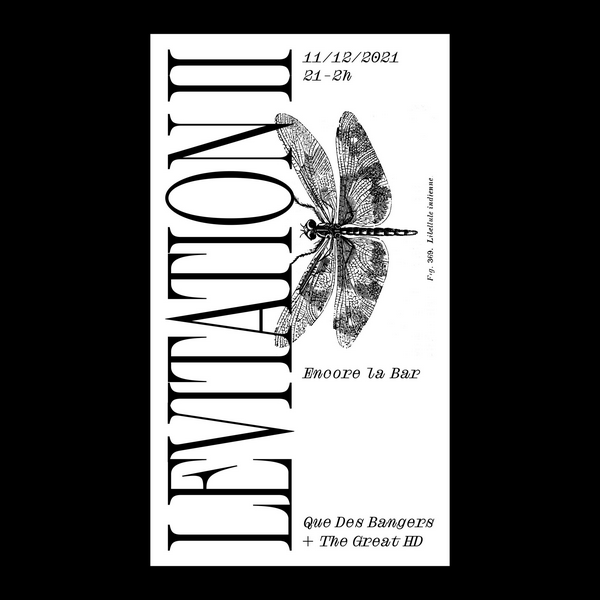 LEVITATION II
11/12/2021
21-2h
Fig. 369. Libellule indienne
Encore la Bar
Que Des Bangers
+ The Great HD